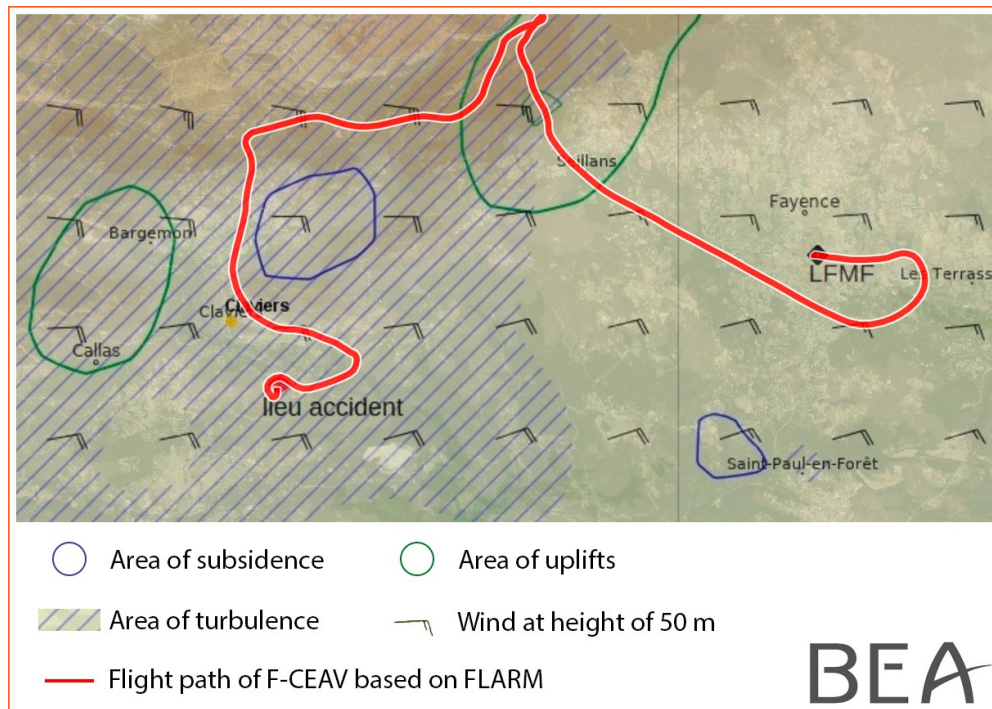 Seillans
Fayence
Bargemon
LFMF
Les Terrass
Claviers
Callas
lieu accident
Saint-Paul-en-Forêt
Area of subsidence
Area of uplifts
Area of turbulence
Wind at height of 50 m
Flight path of F-CEAV based on FLARM
BEA